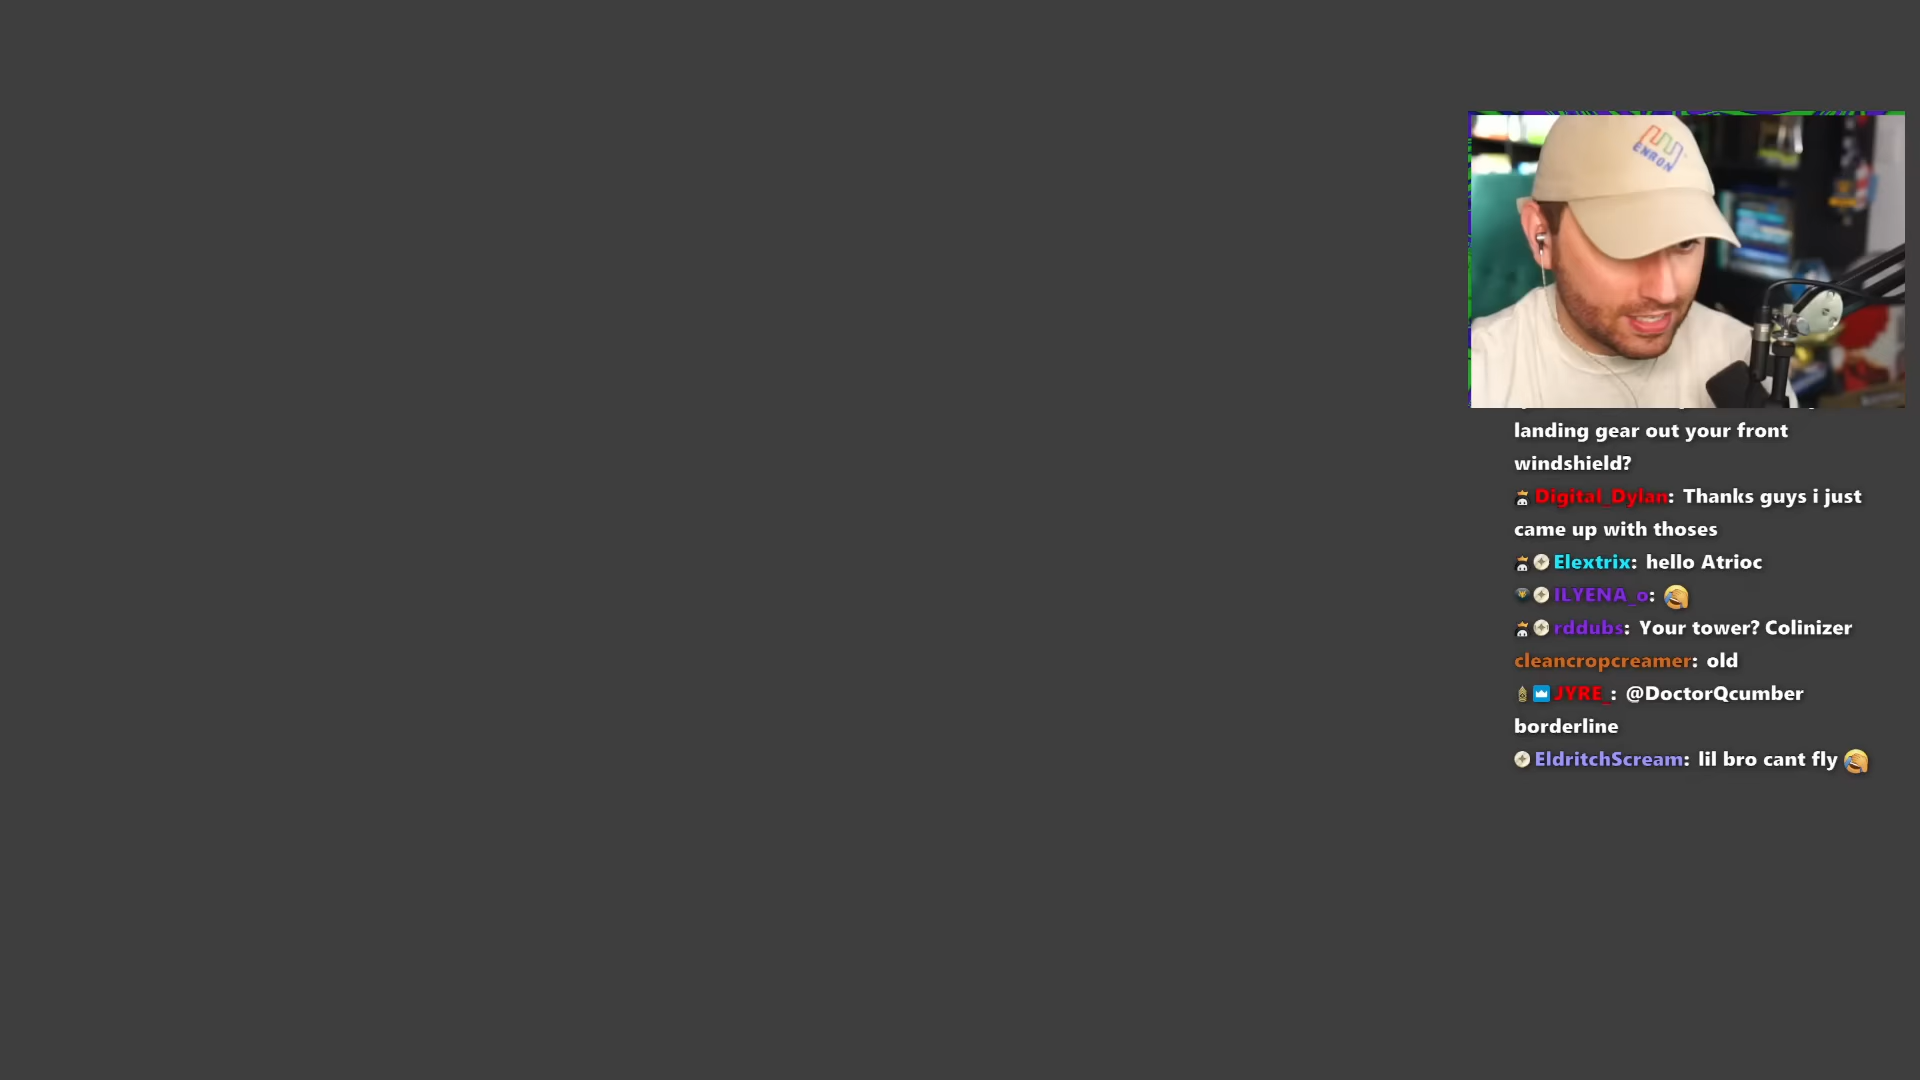 ENRON
landing gear out your front
windshield?
Digital_Dylan: Thanks guys i just
came up with thoses
Elextrix: hello Atrioc
ILYENA_o:
rddubs: Your tower? Colinizer
cleancropcreamer: old
JYRE_: @DoctorQcumber
borderline
EldritchScream: lil bro cant fly